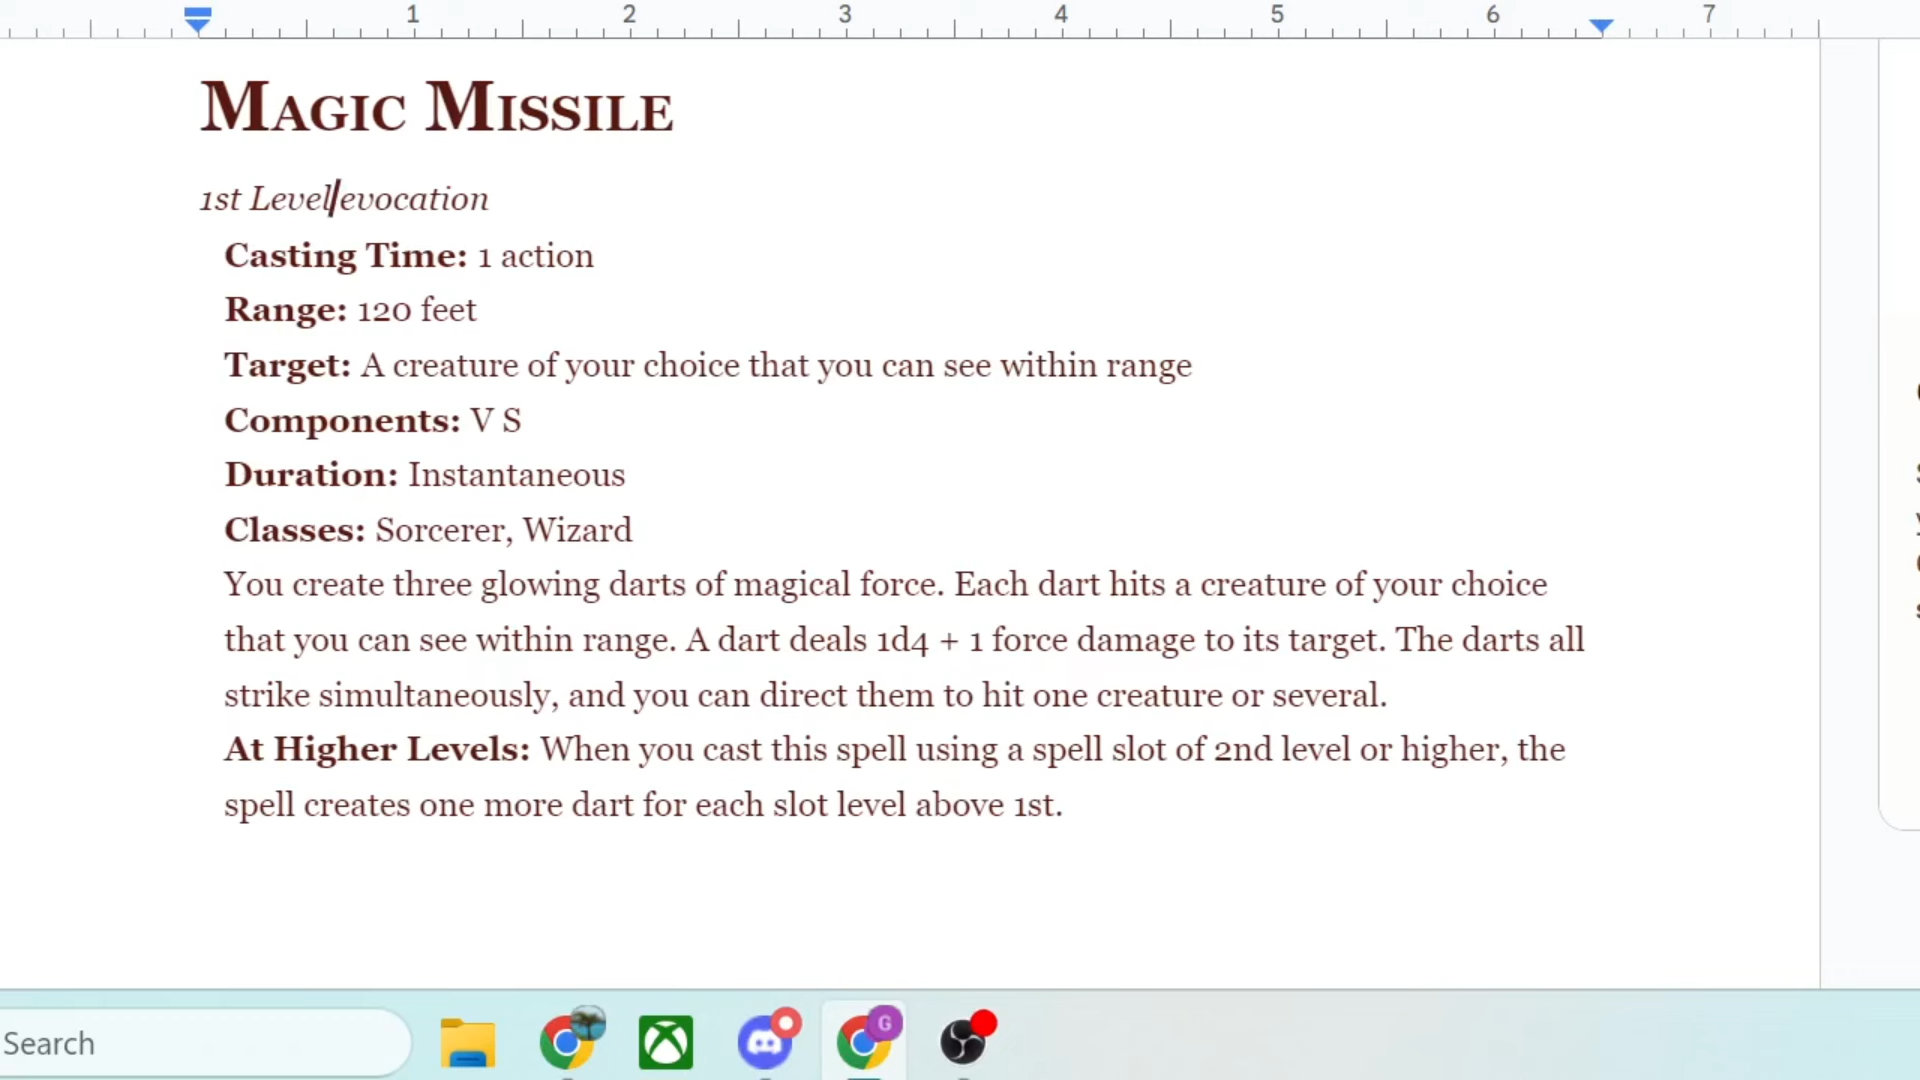 1 2 3 4 5 6 7
MAGIC MISSILE
1st Level evocation
Casting Time: 1 action
Range: 120 feet
Target: A creature of your choice that you can see within range
Components: V S
Duration: Instantaneous
Classes: Sorcerer, Wizard
You create three glowing darts of magical force. Each dart hits a creature of your choice
that you can see within range. A dart deals 1d4 + 1 force damage to its target. The darts all
strike simultaneously, and you can direct them to hit one creature or several.
At Higher Levels: When you cast this spell using a spell slot of 2nd level or higher, the
spell creates one more dart for each slot level above 1st.
Search
G